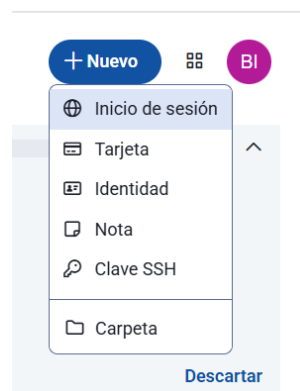 Nuevo
BI
Inicio de sesión
Tarjeta
Identidad
Nota
Clave SSH
Carpeta
Descartar